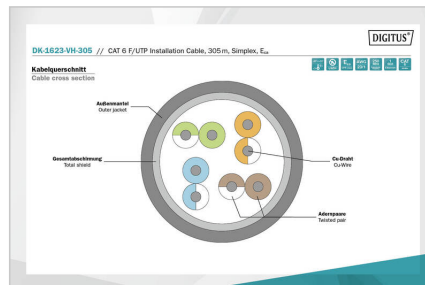 DIGITUS®
DK-1623-VH-305 // CAT 6 F/UTP Installation Cable, 305 m, Simplex, Eca
Kabelquerschnitt
Cable cross section
Außenmantel
Outer jacket
Gesamtabschirmung
Total shield
Cu-Draht
Cu-Wire
Adernpaare
Twisted pair